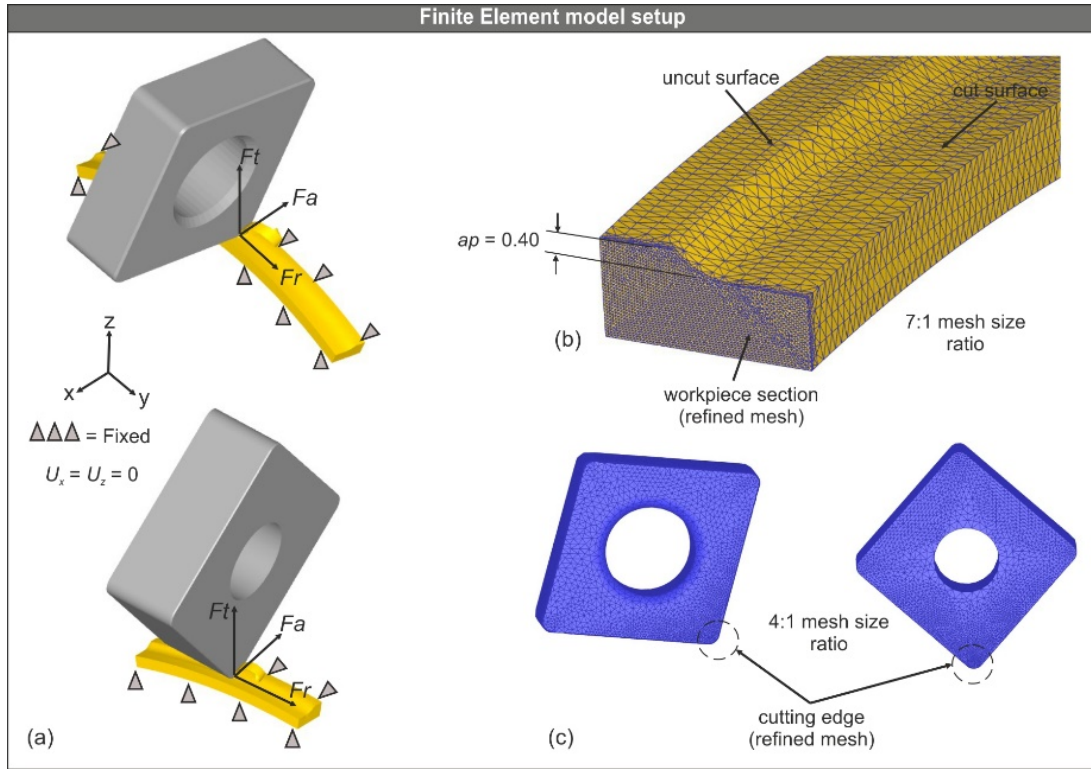 Finite Element model setup
Ft
Fa
Fr
z
x
y
= Fixed
Ux = Uz = 0
Ft
Fa
Fr
(a)
uncut surface
cut surface
ap = 0.40
7:1 mesh size
ratio
(b)
workpiece section
(refined mesh)
4:1 mesh size
ratio
cutting edge
(refined mesh)
(c)